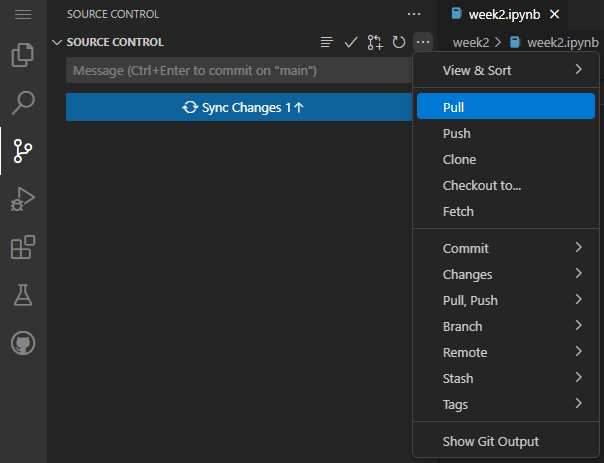 SOURCE CONTROL
week2.ipynb
SOURCE CONTROL
week2 > week2.ipynb
Message (Ctrl+Enter to commit on "main")
Sync Changes 1↑
View & Sort
Pull
Push
Clone
Checkout to...
Fetch
Commit
Changes
Pull, Push
Branch
Remote
Stash
Tags
Show Git Output